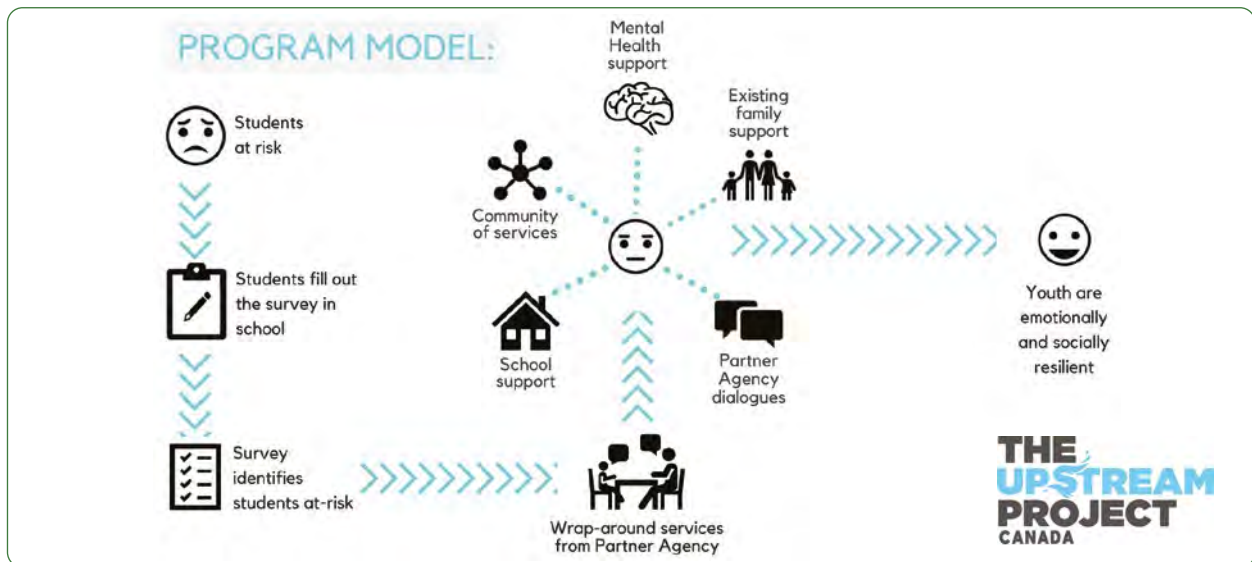 PROGRAM MODEL:
Students
at risk
Students fill out
the survey in
school
Survey
identifies
students at-risk
Wrap-around services
from Partner Agency
School
support
Community
of services
Mental
Health
support
Existing
family
support
Partner
Agency
dialogues
Youth are
emotionally
and socially
resilient
THE
UPSTREAM
PROJECT
CANADA